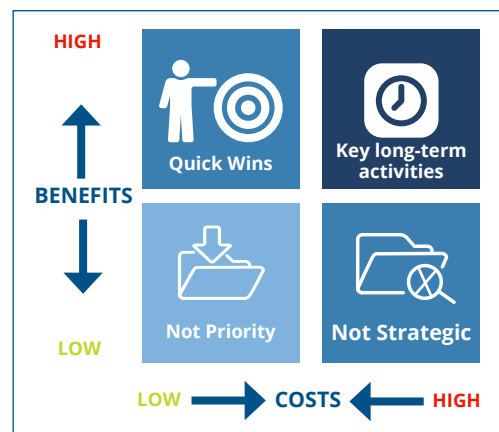 HIGH
Quick Wins
Key long-term
activities
BENEFITS
Not Priority
Not Strategic
LOW
LOW COSTS HIGH